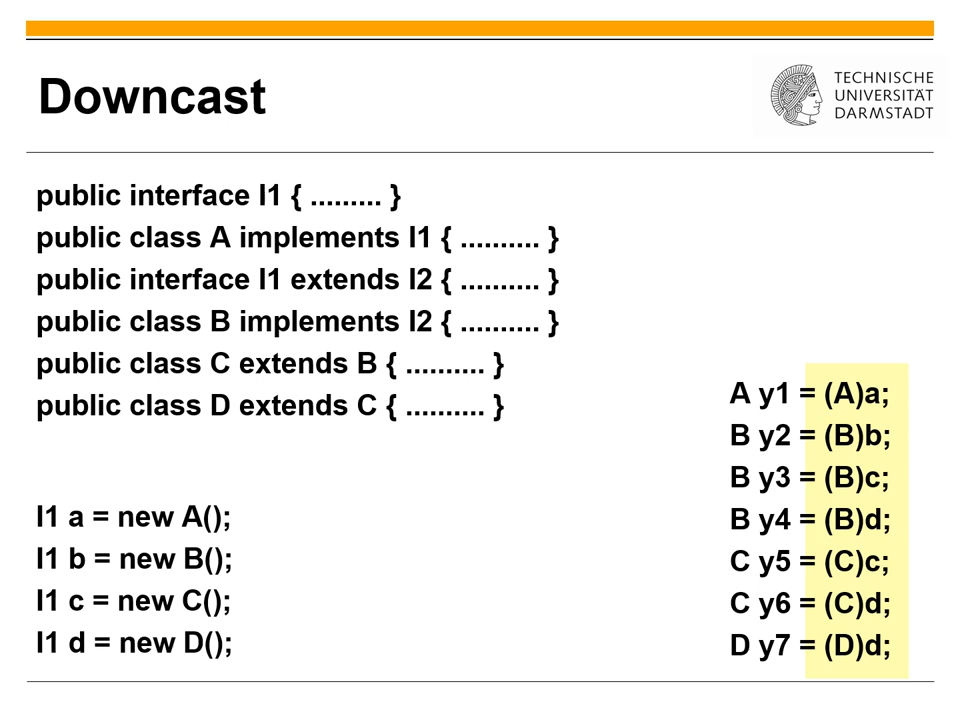 Downcast
TECHNISCHE
UNIVERSITÄT
DARMSTADT
public interface I1 { ......... }
public class A implements I1 { .......... }
public interface I1 extends I2 { .......... }
public class B implements I2 { .......... }
public class C extends B { .......... }
public class D extends C { .......... }
I1 a = new A();
I1 b = new B();
I1 c = new C();
I1 d = new D();
A y1 = (A)a;
B y2 = (B)b;
B y3 = (B)c;
B y4 = (B)d;
C y5 = (C)c;
C y6 = (C)d;
D y7 = (D)d;